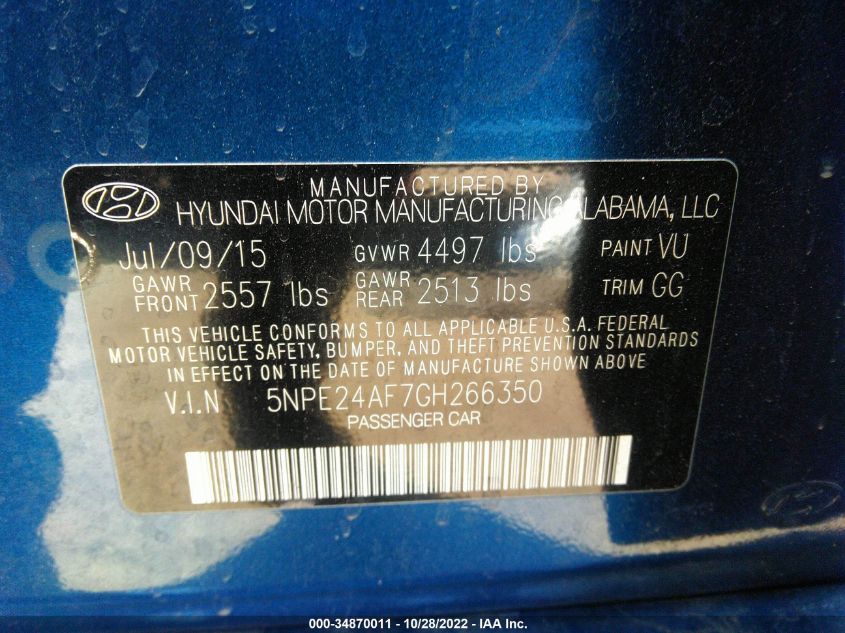 MANUFACTURED BY
HYUNDAI MOTOR MANUFACTURING ALABAMA, LLC
Jul/09/15 GVWR 4497 lbs PAINT VU
GAWR FRONT 2557 lbs GAWR REAR 2513 lbs TRIM GG
THIS VEHICLE CONFORMS TO ALL APPLICABLE U.S.A. FEDERAL
MOTOR VEHICLE SAFETY, BUMPER, AND THEFT PREVENTION STANDARDS
IN EFFECT ON THE DATE OF MANUFACTURE SHOWN ABOVE
V.I.N 5NPE24AF7GH266350
PASSENGER CAR
000-34870011 - 10/28/2022 - IAA Inc.